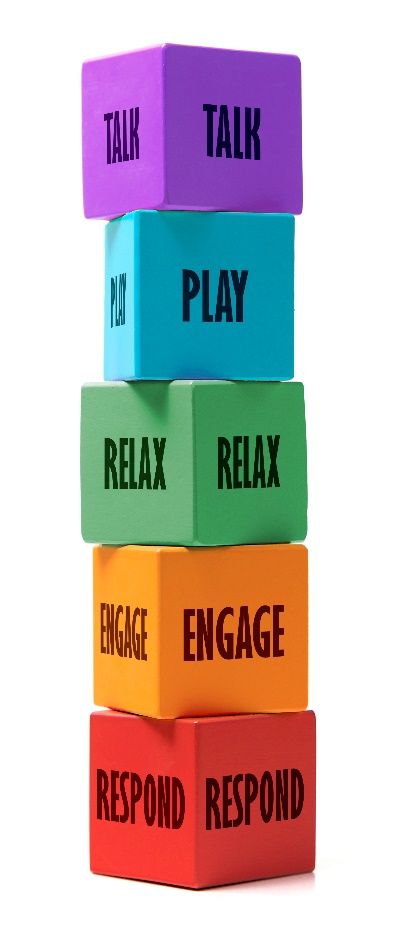 TALK TALK
PLAY PLAY
RELAX RELAX
ENGAGE ENGAGE
RESPOND RESPOND